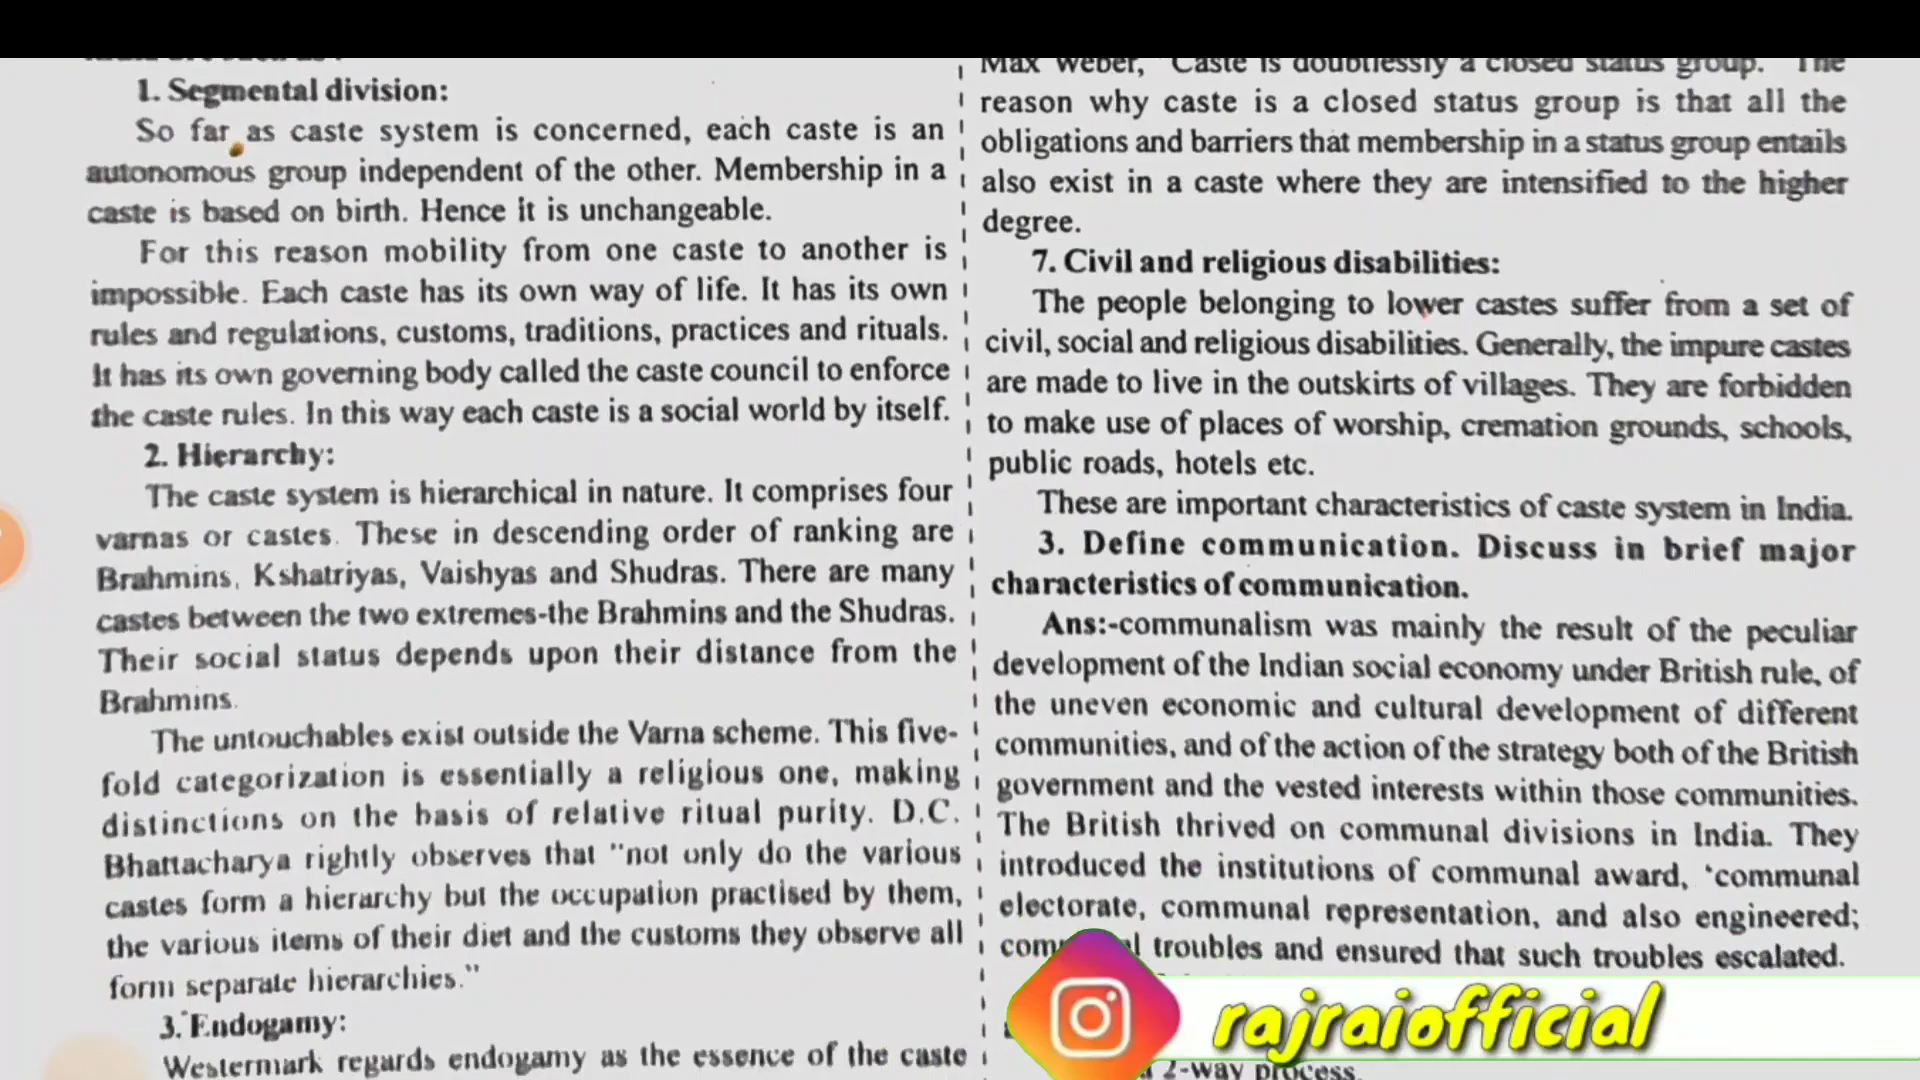 1. Segmental division:
So far as caste system is concerned, each caste is an
autonomous group independent of the other. Membership in a
caste is based on birth. Hence it is unchangeable.
For this reason mobility from one caste to another is
impossible. Each caste has its own way of life. It has its own
rules and regulations, customs, traditions, practices and rituals.
It has its own governing body called the caste council to enforce
the caste rules. In this way each caste is a social world by itself.
2. Hierarchy:
The caste system is hierarchical in nature. It comprises four
varnas or castes. These in descending order of ranking are
Brahmins, Kshatriyas, Vaishyas and Shudras. There are many
castes between the two extremes-the Brahmins and the Shudras.
Their social status depends upon their distance from the
Brahmins.
The untouchables exist outside the Varna scheme. This five-
fold categorization is essentially a religious one, making
distinctions on the basis of relative ritual purity. D.C.
Bhattacharya rightly observes that "not only do the various
castes form a hierarchy but the occupation practised by them,
the various items of their diet and the customs they observe all
form separate hierarchies."
3. Endogamy:
Westermark regards endogamy as the essence of the caste
Max Weber, "Caste is doubtlessly a closed status group." The
reason why caste is a closed status group is that all the
obligations and barriers that membership in a status group entails
also exist in a caste where they are intensified to the higher
degree.
7. Civil and religious disabilities:
The people belonging to lower castes suffer from a set of
civil, social and religious disabilities. Generally, the impure castes
are made to live in the outskirts of villages. They are forbidden
to make use of places of worship, cremation grounds, schools,
public roads, hotels etc.
These are important characteristics of caste system in India.
3. Define communication. Discuss in brief major
characteristics of communication.
Ans:-communalism was mainly the result of the peculiar
development of the Indian social economy under British rule, of
the uneven economic and cultural development of different
communities, and of the action of the strategy both of the British
government and the vested interests within those communities.
The British thrived on communal divisions in India. They
introduced the institutions of communal award, 'communal
electorate, communal representation, and also engineered;
troubles and ensured that such troubles escalated.
rajraiofficial
2-way process.